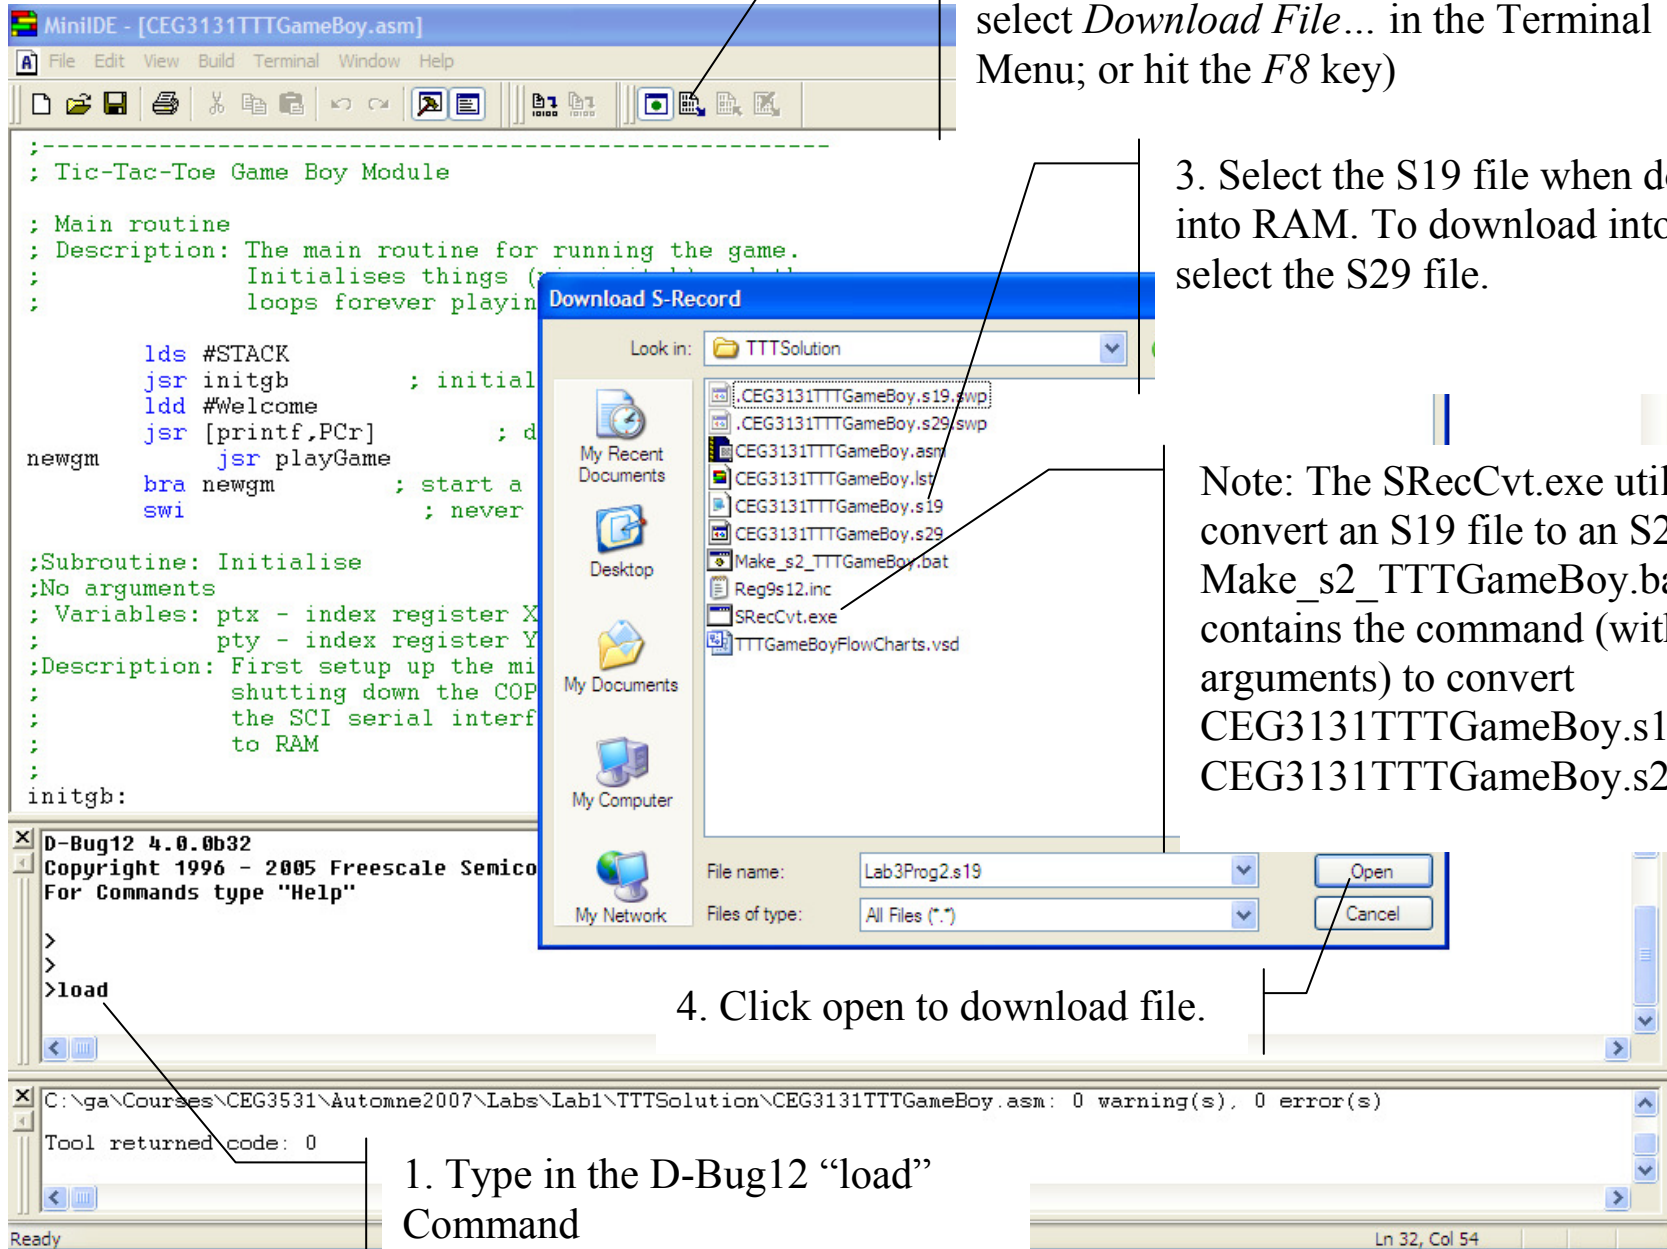 MiniIDE - [CEG3131TTTGameBoy.asm]
File Edit View Build Terminal Window Help
select Download File… in the Terminal
Menu; or hit the F8 key)
;-------------------------------------------------------
; Tic-Tac-Toe Game Boy Module
; Main routine
; Description: The main routine for running the game.
; Initialises things
; loops forever playin
lds #STACK
jsr initgb ; initial
ldd #Welcome
jsr [printf,PCr] ; d
newgm jsr playGame
bra newgm ; start a
swi ; never
;Subroutine: Initialise
;No arguments
; Variables: ptx - index register X
; pty - index register Y
;Description: First setup up the mi
; shutting down the COP
; the SCI serial interf
; to RAM
;
initgb:
3. Select the S19 file when d
into RAM. To download into
select the S29 file.
Download S-Record
Look in: TTTSolution
My Recent Documents
Desktop
My Documents
My Computer
My Network
.CEG3131TTTGameBoy.s19.swp
.CEG3131TTTGameBoy.s29.swp
CEG3131TTTGameBoy.asm
CEG3131TTTGameBoy.lst
CEG3131TTTGameBoy.s19
CEG3131TTTGameBoy.s29
Make_s2_TTTGameBoy.bat
Reg9s12.inc
SRecCvt.exe
TTTGameBoyFlowCharts.vsd
File name: Lab3Prog2.s19 Open
Files of type: All Files (*.*) Cancel
Note: The SRecCvt.exe util
convert an S19 file to an S2
Make_s2_TTTGameBoy.ba
contains the command (with
arguments) to convert
CEG3131TTTGameBoy.s1
CEG3131TTTGameBoy.s2
D-Bug12 4.0.0b32
Copyright 1996 - 2005 Freescale Semico
For Commands type "Help"
>
>
>load
4. Click open to download file.
C:\ga\Courses\CEG3531\Automne2007\Labs\Lab1\TTTSolution\CEG3131TTTGameBoy.asm: 0 warning(s), 0 error(s)
Tool returned code: 0
1. Type in the D-Bug12 “load”
Command
Ready Ln 32, Col 54